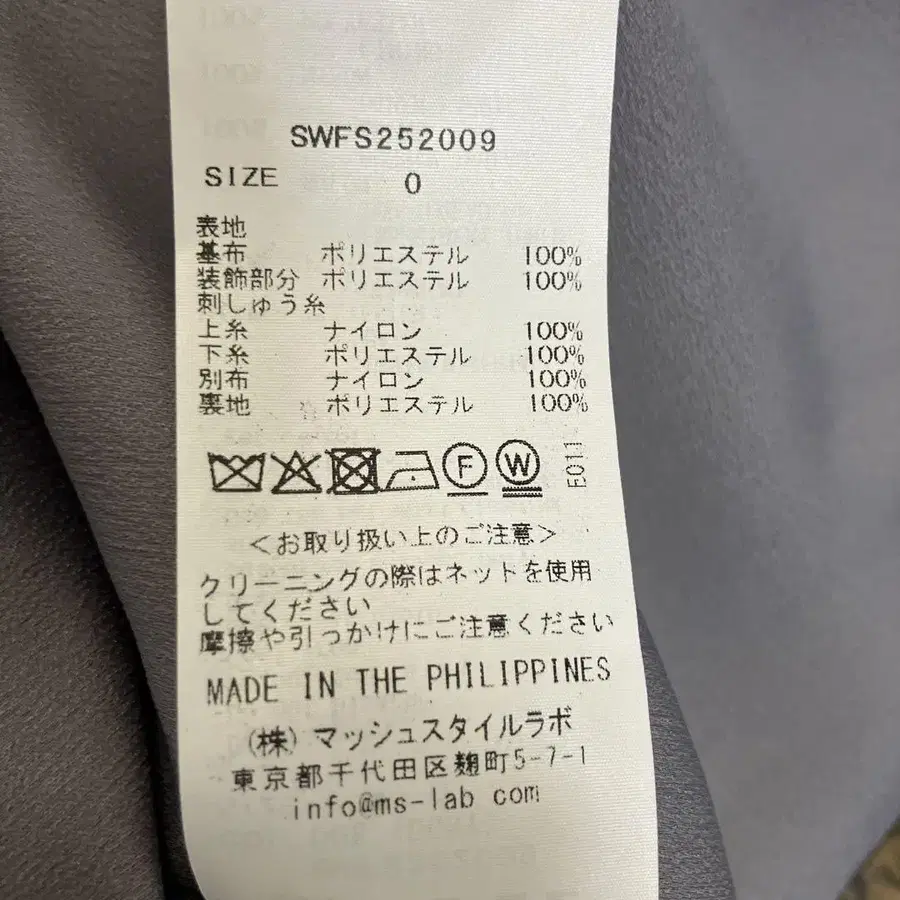 SWFS252009
SIZE 0
表地
基布 ポリエステル 100%
装飾部分 ポリエステル 100%
刺しゅう糸
上糸 ナイロン 100%
下糸 ポリエステル 100%
別布 ナイロン 100%
裏地 ポリエステル 100%
F W E011
<お取り扱い上のご注意>
クリーニングの際はネットを使用
してください
摩擦や引っかけにご注意ください
MADE IN THE PHILIPPINES
(株) マッシュスタイルラボ
東京都千代田区麹町5-7-1
info@ms-lab com